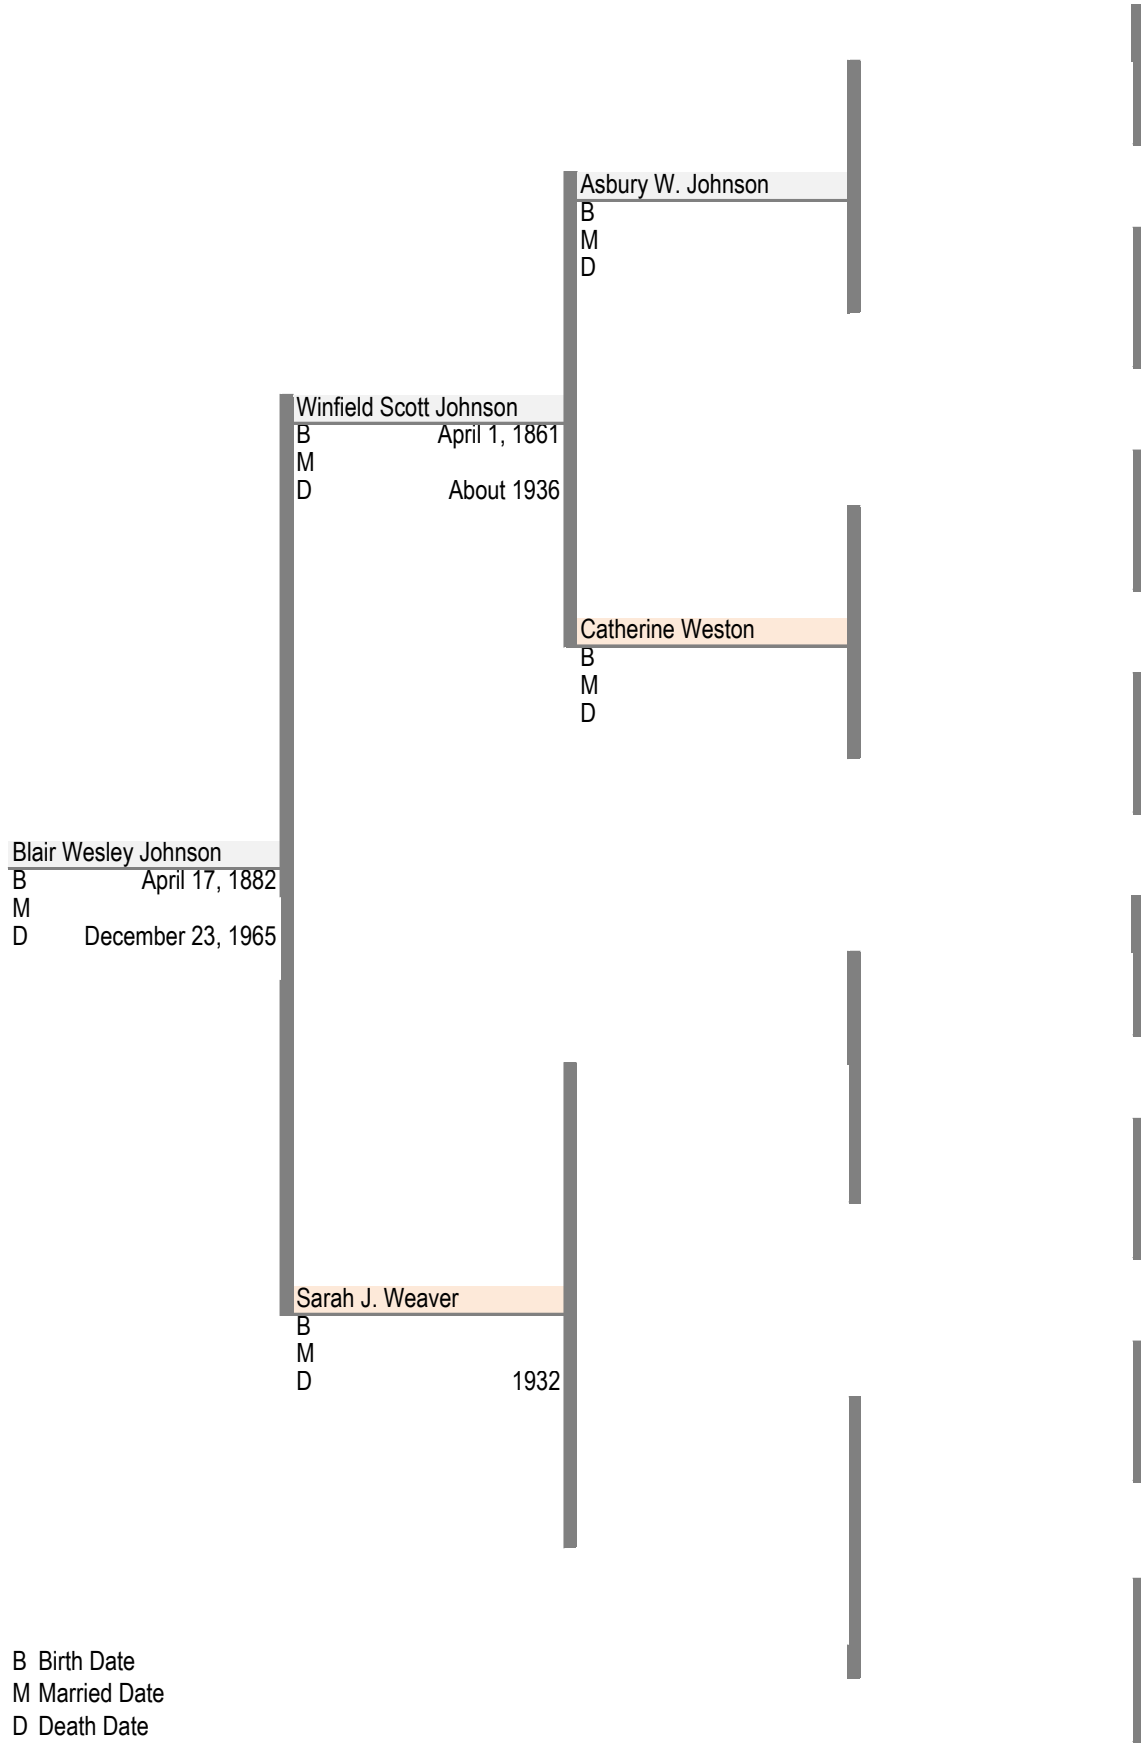 Asbury W. Johnson
B
M
D
Winfield Scott Johnson
B April 1, 1861
M
D About 1936
Catherine Weston
B
M
D
Blair Wesley Johnson
B April 17, 1882
M
D December 23, 1965
Sarah J. Weaver
B
M
D 1932
B Birth Date
M Married Date
D Death Date